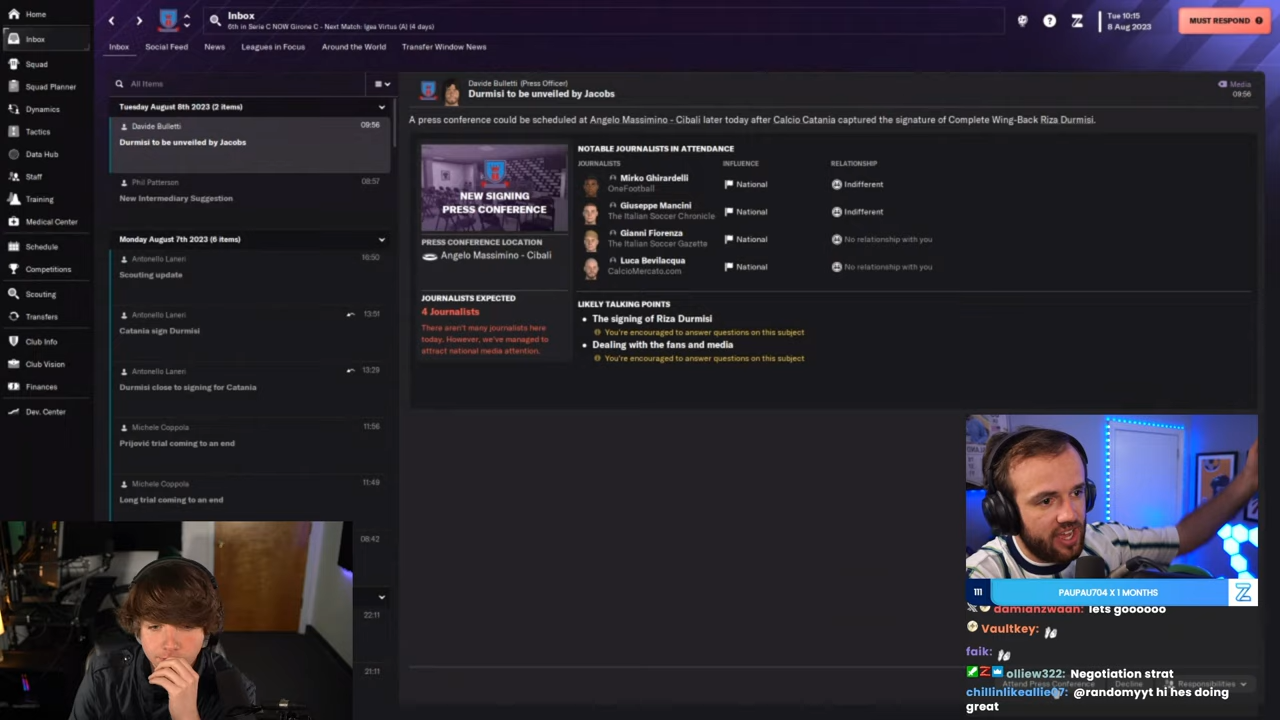 Home
Inbox
Squad
Squad Planner
Dynamics
Tactics
Data Hub
Staff
Training
Medical Center
Schedule
Competitions
Scouting
Transfers
Club Info
Club Vision
Finances
Dev. Center
Inbox
6th in Serie C NOW Girone C - Next Match: Igea Virtus (A) (4 days)
Tue 10:15
8 Aug 2023
MUST RESPOND
Inbox
Social Feed
News
Leagues in Focus
Around the World
Transfer Window News
All Items
Tuesday August 8th 2023 (2 items)
Davide Bulletti 09:56
Durmisi to be unveiled by Jacobs
Phil Patterson 08:57
New Intermediary Suggestion
Monday August 7th 2023 (6 items)
Antonello Laneri 16:50
Scouting update
Antonello Laneri 13:51
Catania sign Durmisi
Antonello Laneri 13:29
Durmisi close to signing for Catania
Michele Coppola 11:56
Prijović trial coming to an end
Michele Coppola 11:49
Long trial coming to an end
08:42
22:11
21:11
Davide Bulletti (Press Officer)
Durmisi to be unveiled by Jacobs
Media
09:56
A press conference could be scheduled at Angelo Massimino - Cibali later today after Calcio Catania captured the signature of Complete Wing-Back Riza Durmisi.
NEW SIGNING
PRESS CONFERENCE
PRESS CONFERENCE LOCATION
Angelo Massimino - Cibali
JOURNALISTS EXPECTED
4 Journalists
There aren't many journalists here
today. However, we've managed to
attract national media attention.
NOTABLE JOURNALISTS IN ATTENDANCE
JOURNALISTS INFLUENCE RELATIONSHIP
Mirko Ghirardelli
OneFootball
National
Indifferent
Giuseppe Mancini
The Italian Soccer Chronicle
National
Indifferent
Gianni Fiorenza
The Italian Soccer Gazette
National
No relationship with you
Luca Bevilacqua
CalcioMercato.com
National
No relationship with you
LIKELY TALKING POINTS
The signing of Riza Durmisi
You're encouraged to answer questions on this subject
Dealing with the fans and media
You're encouraged to answer questions on this subject
111 PAUPAU704 X 1 MONTHS
damianzwaan: lets gooooo
Vaultkey:
faik:
olliew322: Negotiation strat
Attend Press Conference Decline Responsibilities
@randomyyt hi hes doing
great